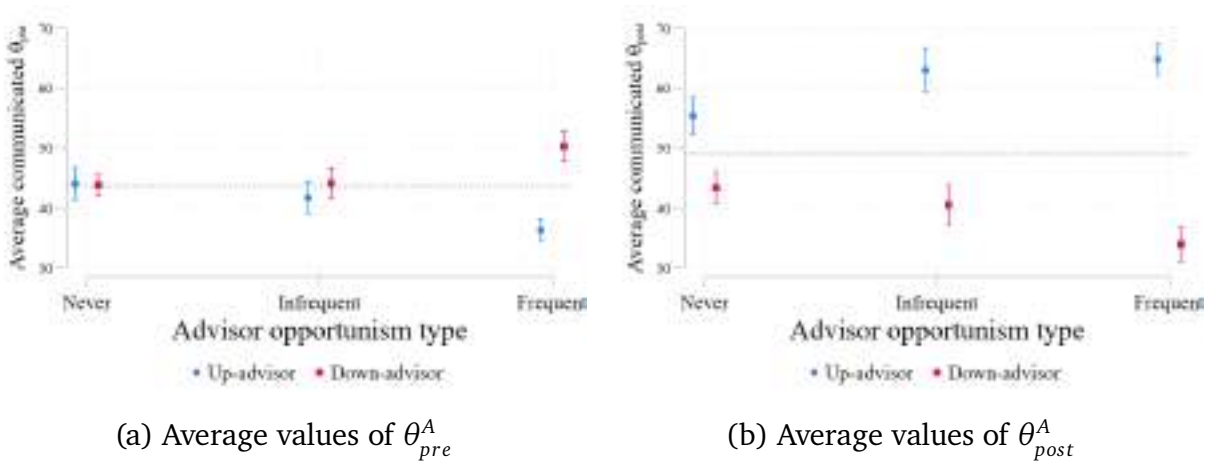 Average communicated θpre
70
60
50
40
30
Never Infrequent Frequent
Advisor opportunism type
Up-advisor Down-advisor
(a) Average values of θ^A_pre
Average communicated θpost
70
60
50
40
30
Never Infrequent Frequent
Advisor opportunism type
Up-advisor Down-advisor
(b) Average values of θ^A_post